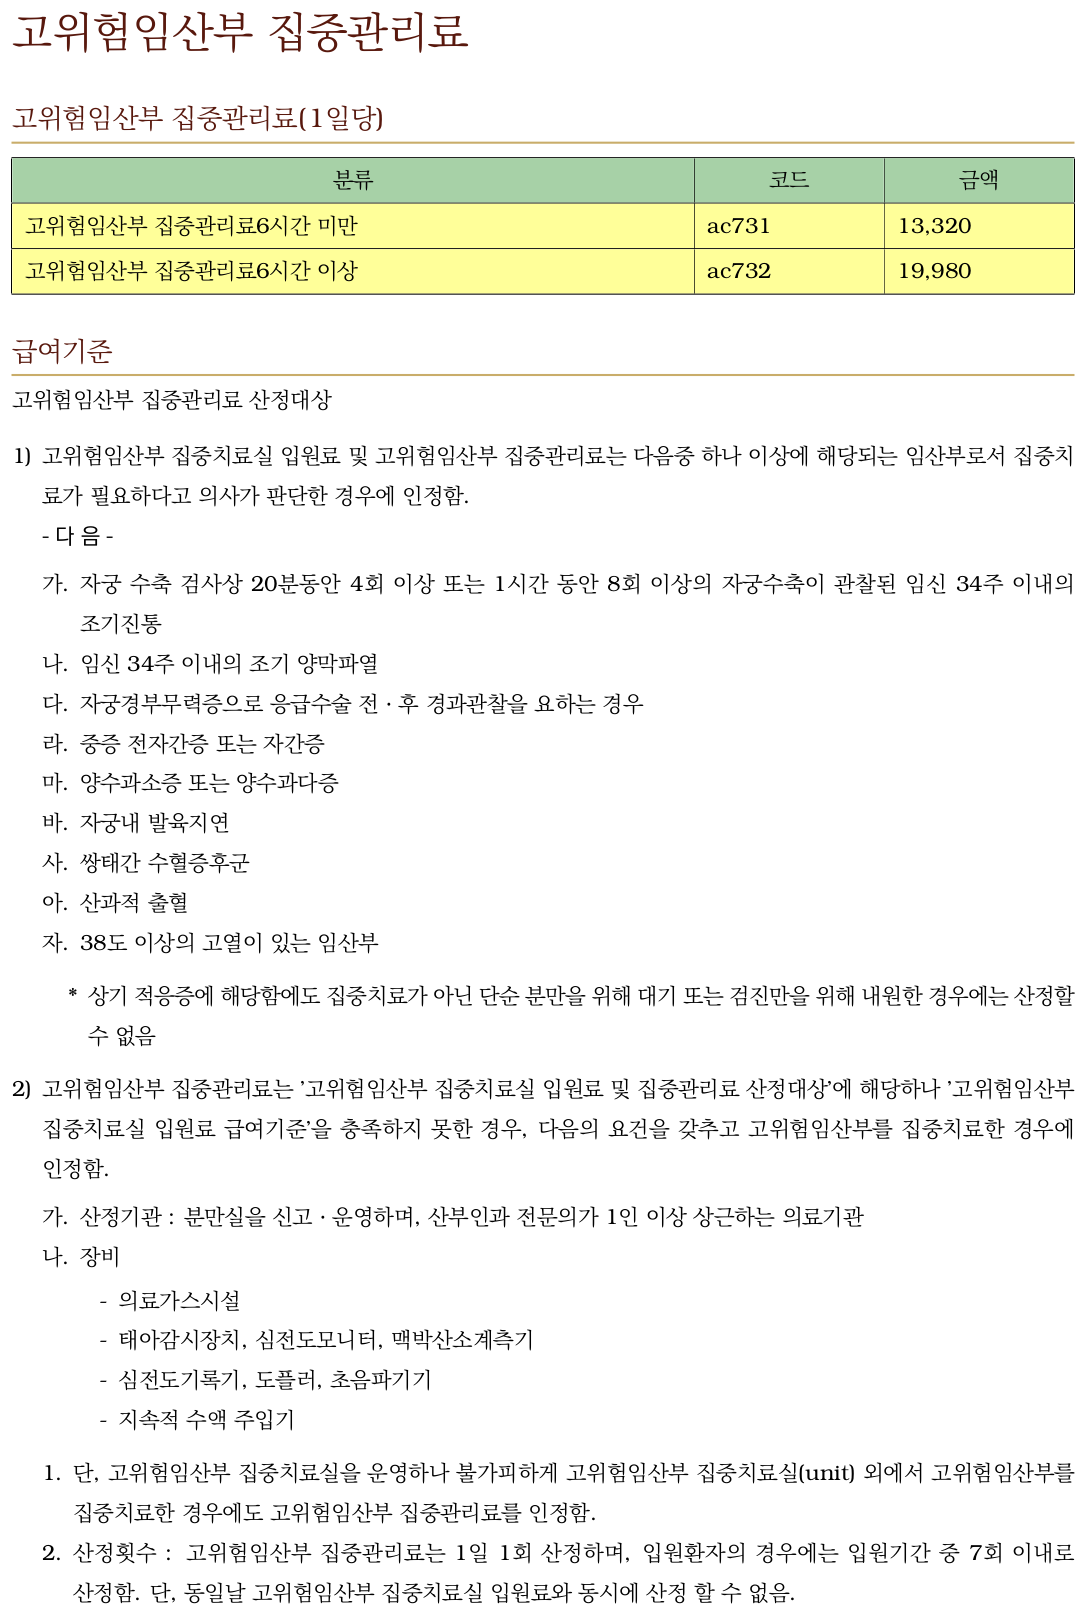 고위험임산부 집중관리료
고위험임산부 집중관리료(1일당)
분류 코드 금액
고위험임산부 집중관리료6시간 미만 ac731 13,320
고위험임산부 집중관리료6시간 이상 ac732 19,980
급여기준
고위험임산부 집중관리료 산정대상
1) 고위험임산부 집중치료실 입원료 및 고위험임산부 집중관리료는 다음중 하나 이상에 해당되는 임산부로서 집중치
료가 필요하다고 의사가 판단한 경우에 인정함.
- 다 음 -
가. 자궁 수축 검사상 20분동안 4회 이상 또는 1시간 동안 8회 이상의 자궁수축이 관찰된 임신 34주 이내의
조기진통
나. 임신 34주 이내의 조기 양막파열
다. 자궁경부무력증으로 응급수술 전 · 후 경과관찰을 요하는 경우
라. 중증 전자간증 또는 자간증
마. 양수과소증 또는 양수과다증
바. 자궁내 발육지연
사. 쌍태간 수혈증후군
아. 산과적 출혈
자. 38도 이상의 고열이 있는 임산부
* 상기 적응증에 해당함에도 집중치료가 아닌 단순 분만을 위해 대기 또는 검진만을 위해 내원한 경우에는 산정할
수 없음
2) 고위험임산부 집중관리료는 ’고위험임산부 집중치료실 입원료 및 집중관리료 산정대상’에 해당하나 ’고위험임산부
집중치료실 입원료 급여기준’을 충족하지 못한 경우, 다음의 요건을 갖추고 고위험임산부를 집중치료한 경우에
인정함.
가. 산정기관 : 분만실을 신고 · 운영하며, 산부인과 전문의가 1인 이상 상근하는 의료기관
나. 장비
- 의료가스시설
- 태아감시장치, 심전도모니터, 맥박산소계측기
- 심전도기록기, 도플러, 초음파기기
- 지속적 수액 주입기
1. 단, 고위험임산부 집중치료실을 운영하나 불가피하게 고위험임산부 집중치료실(unit) 외에서 고위험임산부를
집중치료한 경우에도 고위험임산부 집중관리료를 인정함.
2. 산정횟수 : 고위험임산부 집중관리료는 1일 1회 산정하며, 입원환자의 경우에는 입원기간 중 7회 이내로
산정함. 단, 동일날 고위험임산부 집중치료실 입원료와 동시에 산정 할 수 없음.